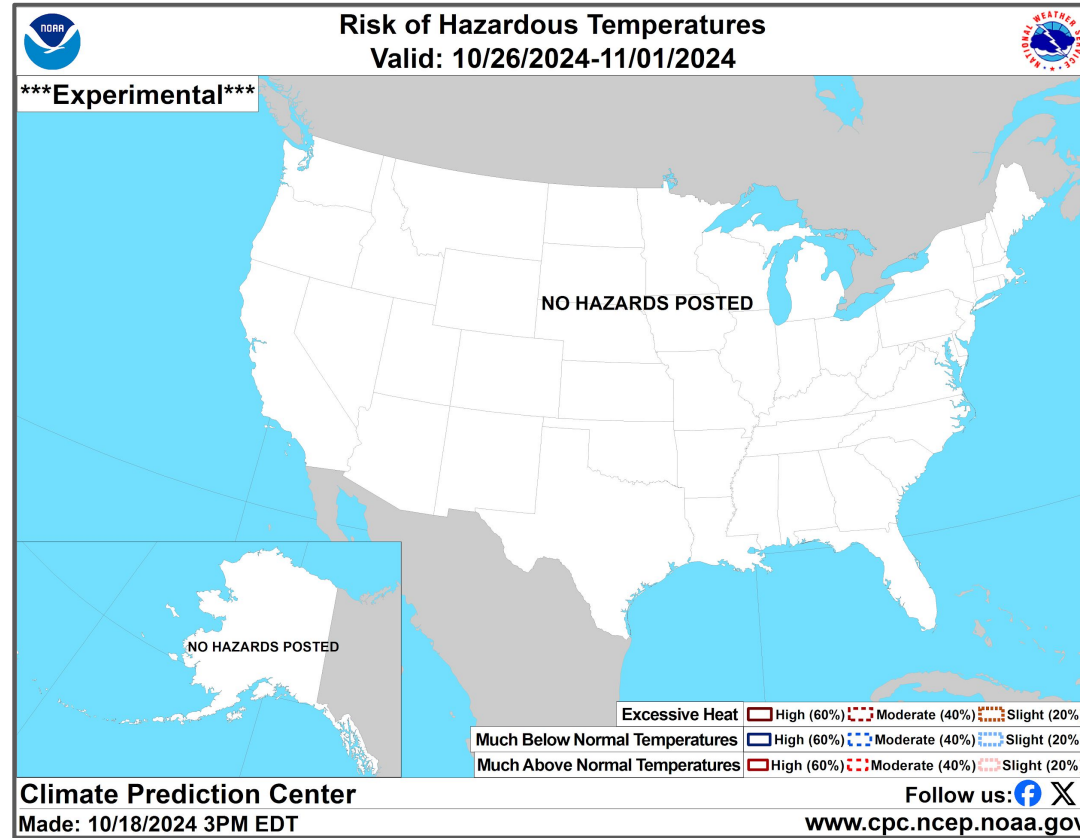 NOAA
Risk of Hazardous Temperatures
Valid: 10/26/2024-11/01/2024
NATIONAL WEATHER SERVICE
***Experimental***
NO HAZARDS POSTED
NO HAZARDS POSTED
Excessive Heat High (60%) Moderate (40%) Slight (20%
Much Below Normal Temperatures High (60%) Moderate (40%) Slight (20%
Much Above Normal Temperatures High (60%) Moderate (40%) Slight (20%
Climate Prediction Center
Follow us:
Made: 10/18/2024 3PM EDT
www.cpc.ncep.noaa.gov